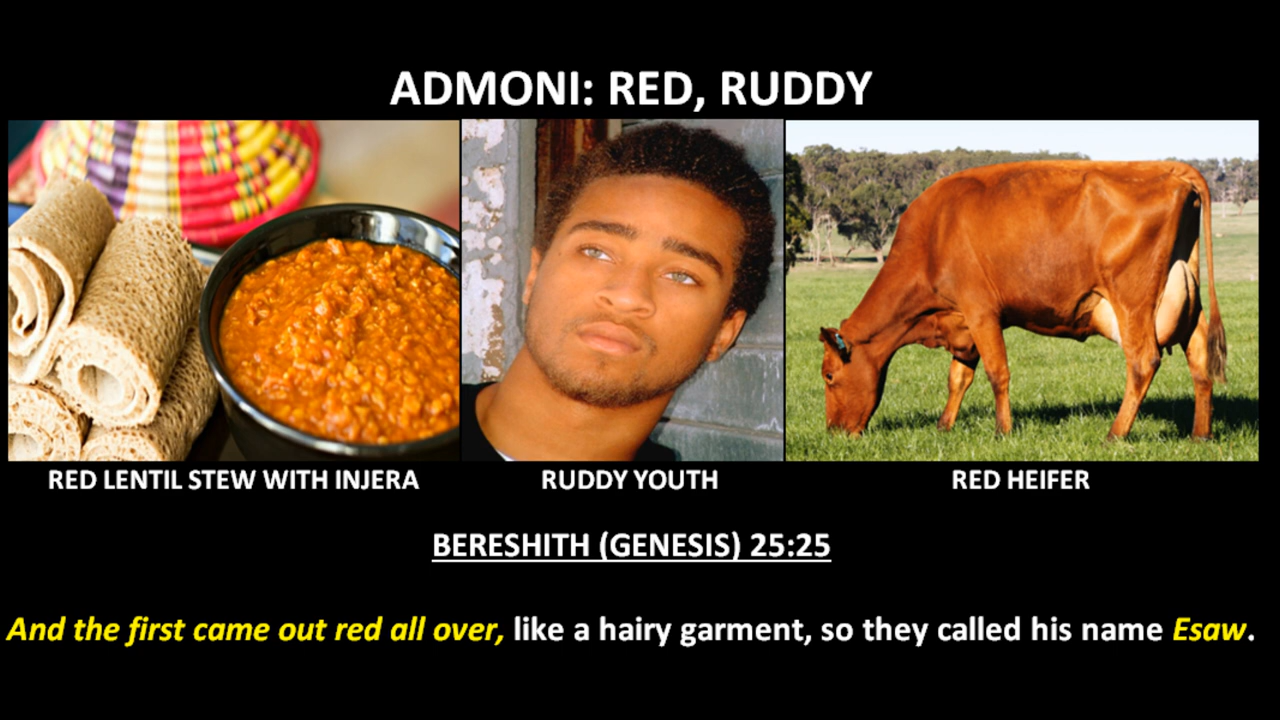 ADMONI: RED, RUDDY
RED LENTIL STEW WITH INJERA
RUDDY YOUTH
RED HEIFER
BERESHITH (GENESIS) 25:25
And the first came out red all over, like a hairy garment, so they called his name Esaw.